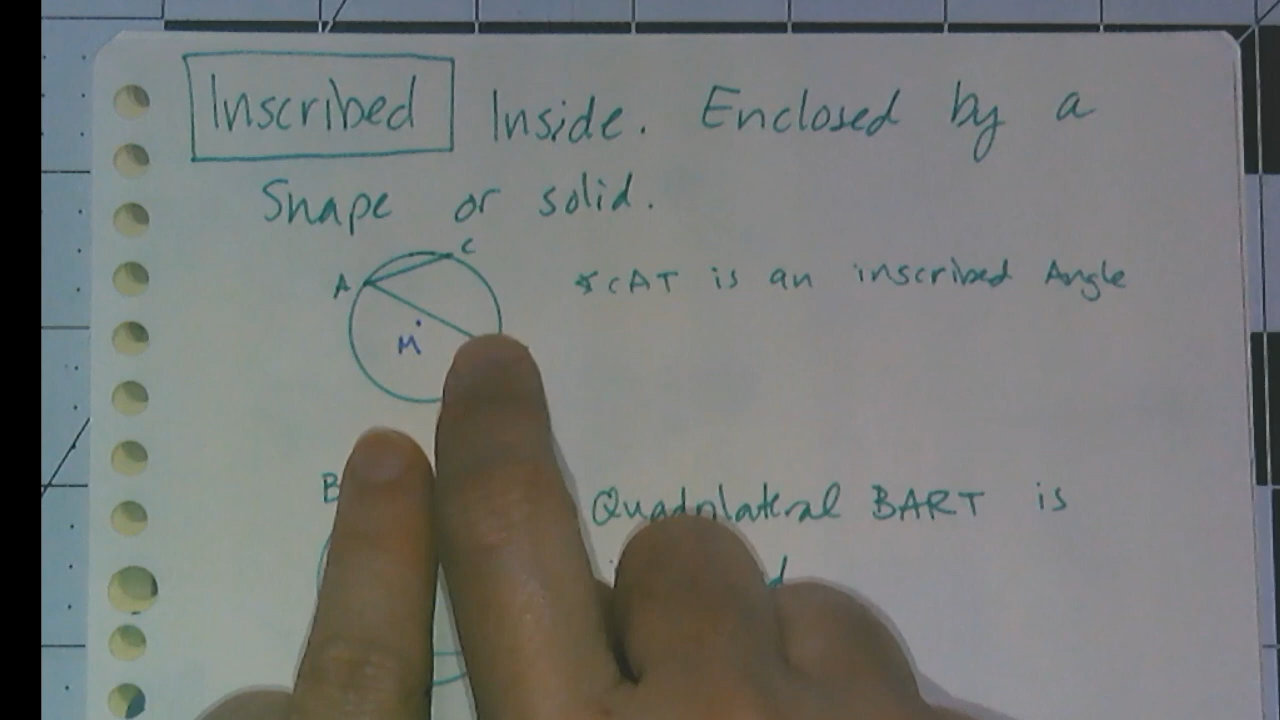 Inscribed Inside. Enclosed by a
Shape or solid.
C
A
∢CAT is an inscribed Angle
M
B
Quadrilateral BART is